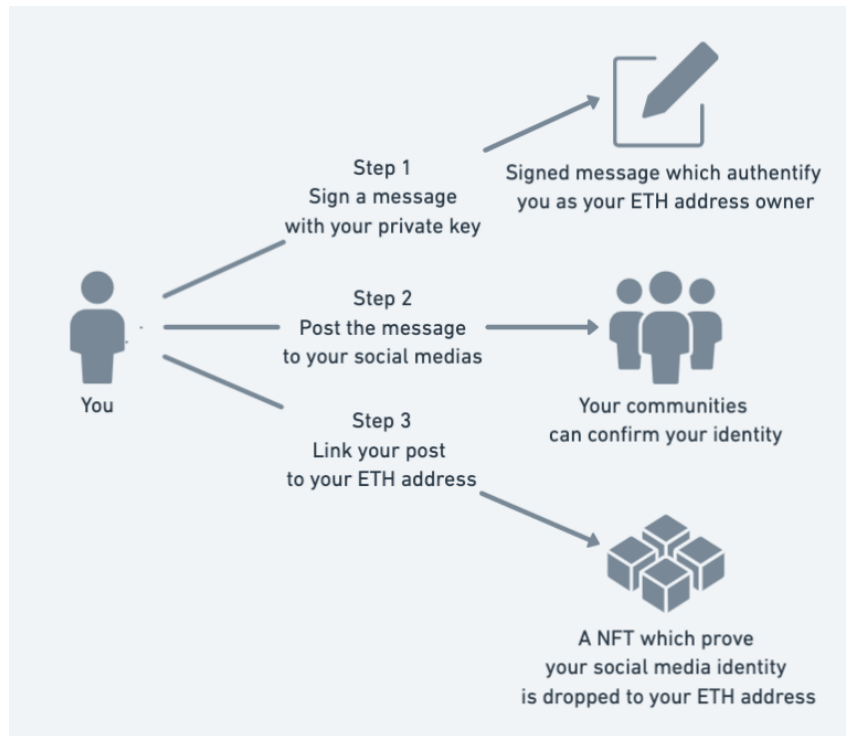 Step 1
Sign a message
with your private key
Signed message which authentify
you as your ETH address owner
You
Step 2
Post the message
to your social medias
Your communities
can confirm your identity
Step 3
Link your post
to your ETH address
A NFT which prove
your social media identity
is dropped to your ETH address